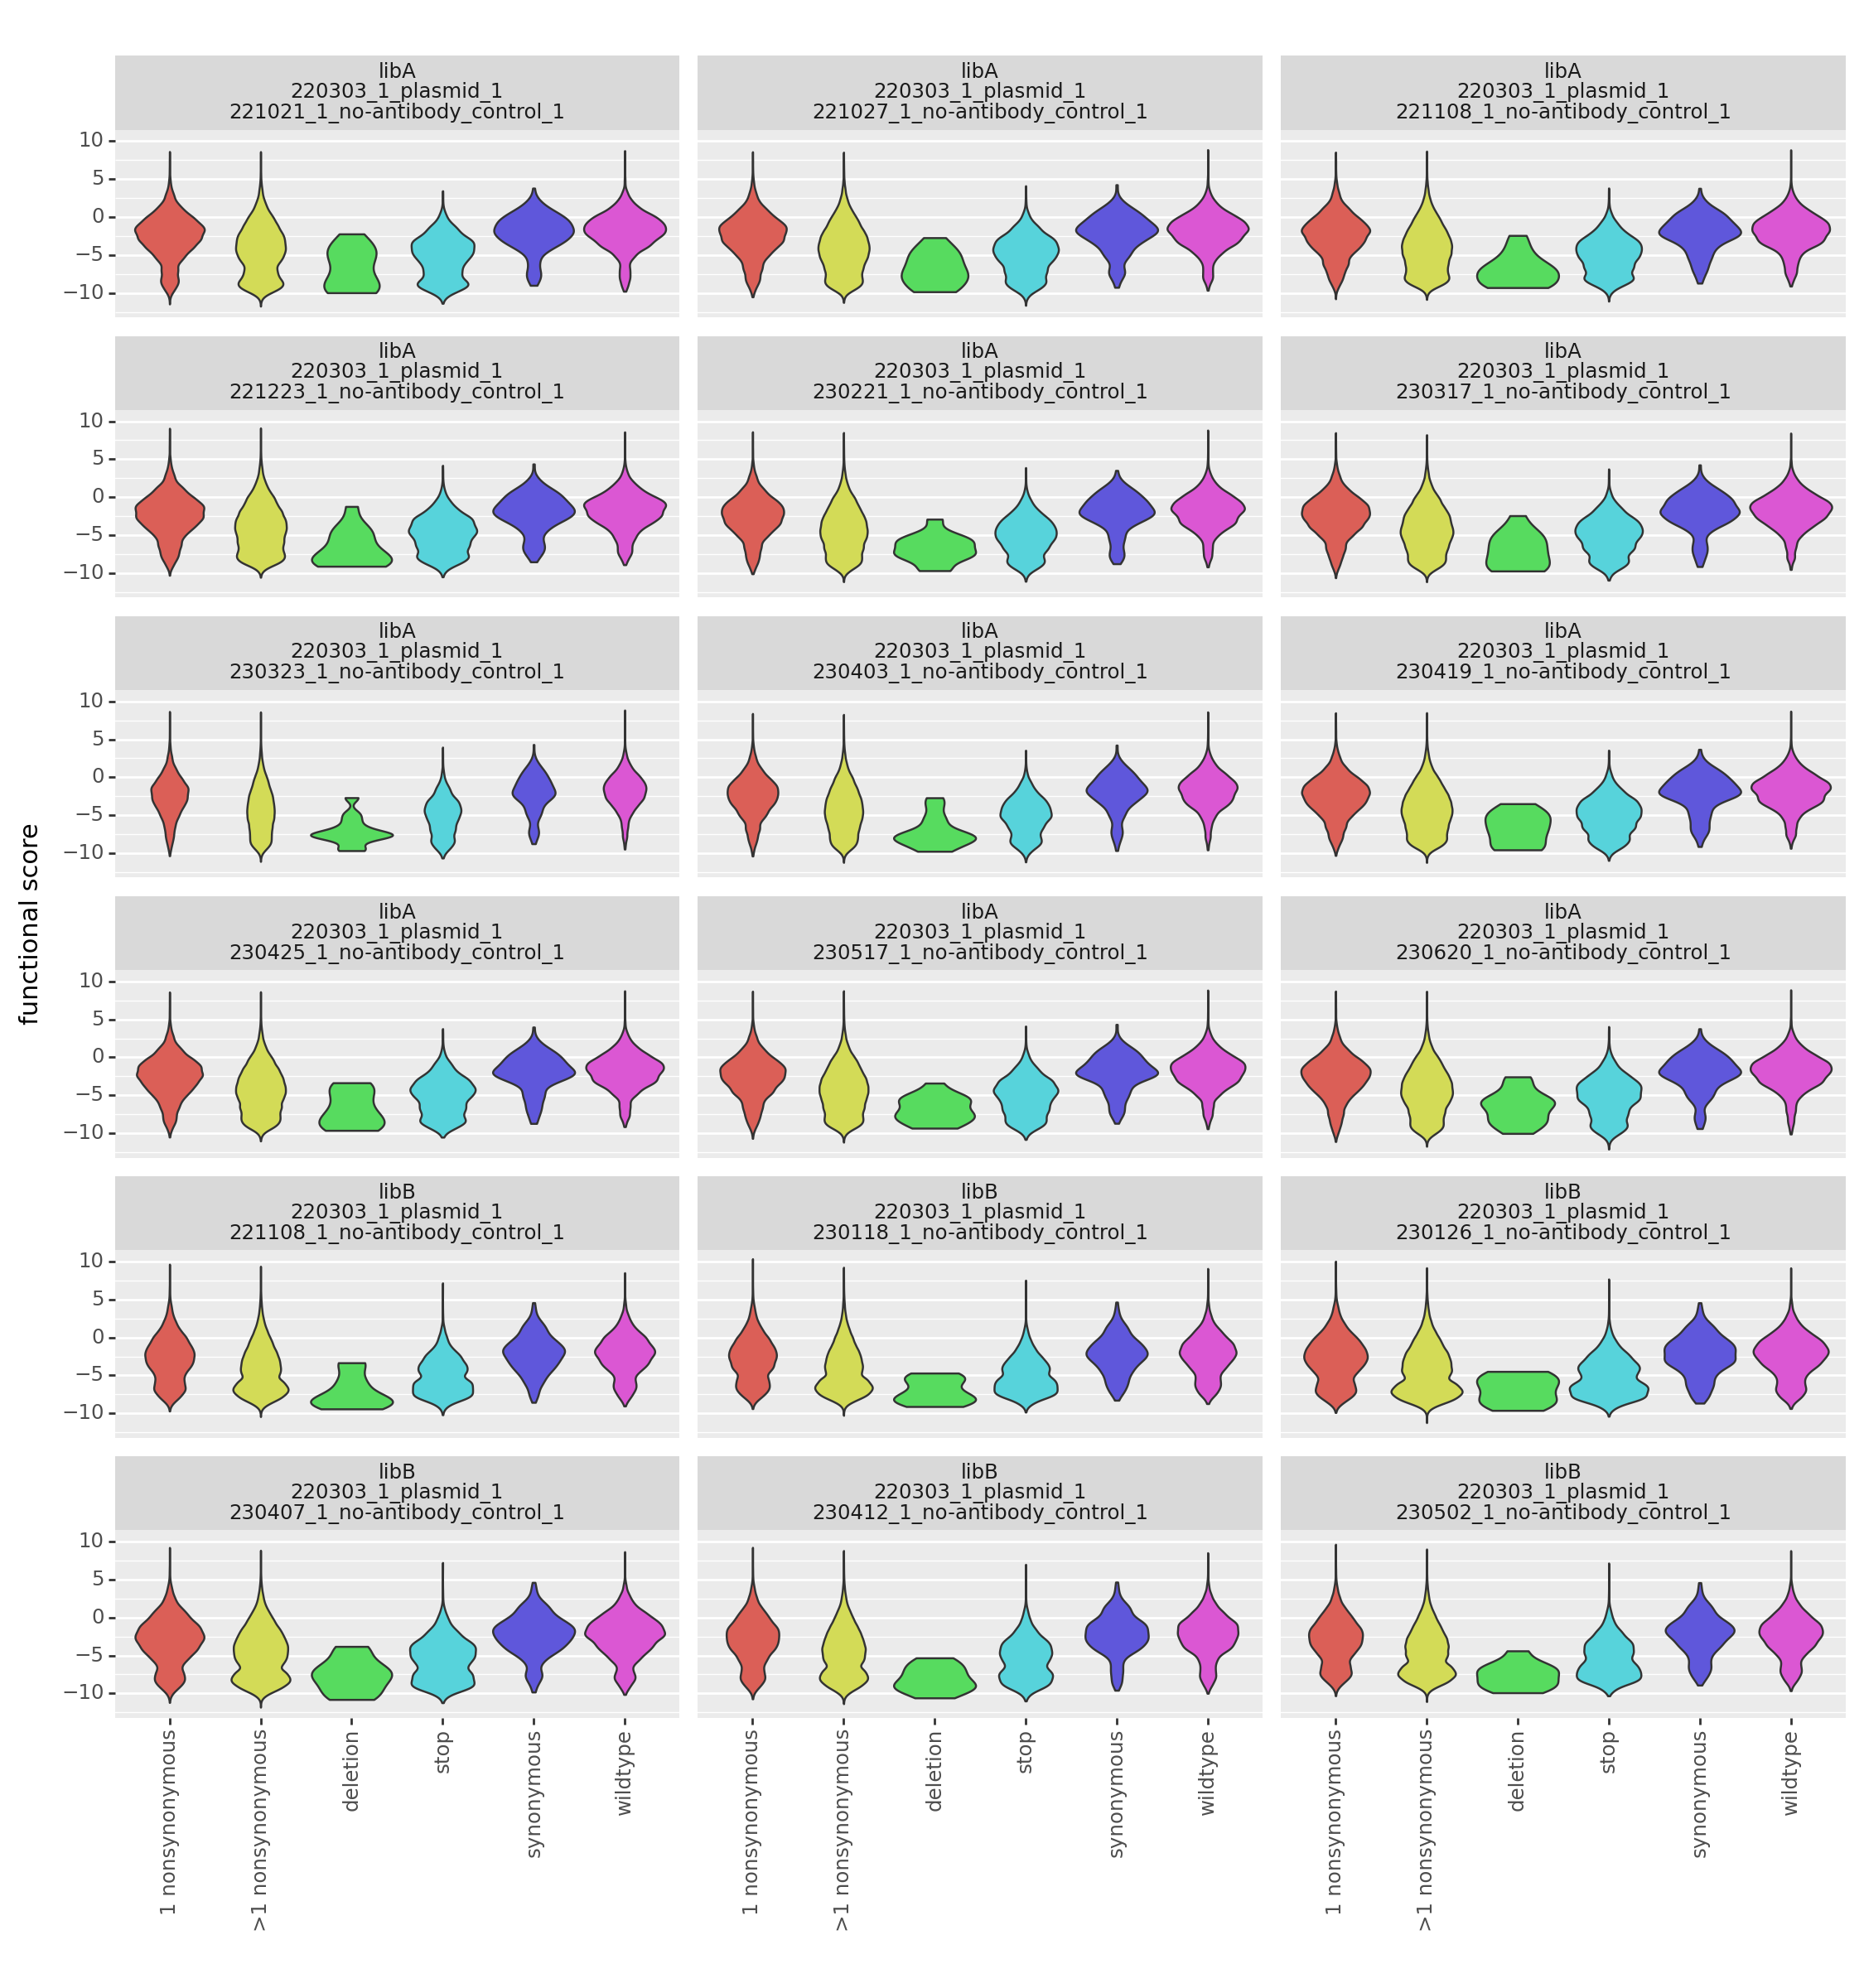 libA
220303_1_plasmid_1
221021_1_no-antibody_control_1
libA
220303_1_plasmid_1
221027_1_no-antibody_control_1
libA
220303_1_plasmid_1
221108_1_no-antibody_control_1
10
5
0
−5
−10
libA
220303_1_plasmid_1
221223_1_no-antibody_control_1
libA
220303_1_plasmid_1
230221_1_no-antibody_control_1
libA
220303_1_plasmid_1
230317_1_no-antibody_control_1
10
5
0
−5
−10
libA
220303_1_plasmid_1
230323_1_no-antibody_control_1
libA
220303_1_plasmid_1
230403_1_no-antibody_control_1
libA
220303_1_plasmid_1
230419_1_no-antibody_control_1
10
5
0
−5
−10
functional score
libA
220303_1_plasmid_1
230425_1_no-antibody_control_1
libA
220303_1_plasmid_1
230517_1_no-antibody_control_1
libA
220303_1_plasmid_1
230620_1_no-antibody_control_1
10
5
0
−5
−10
libB
220303_1_plasmid_1
221108_1_no-antibody_control_1
libB
220303_1_plasmid_1
230118_1_no-antibody_control_1
libB
220303_1_plasmid_1
230126_1_no-antibody_control_1
10
5
0
−5
−10
libB
220303_1_plasmid_1
230407_1_no-antibody_control_1
libB
220303_1_plasmid_1
230412_1_no-antibody_control_1
libB
220303_1_plasmid_1
230502_1_no-antibody_control_1
10
5
0
−5
−10
1 nonsynonymous
>1 nonsynonymous
deletion
stop
synonymous
wildtype
1 nonsynonymous
>1 nonsynonymous
deletion
stop
synonymous
wildtype
1 nonsynonymous
>1 nonsynonymous
deletion
stop
synonymous
wildtype